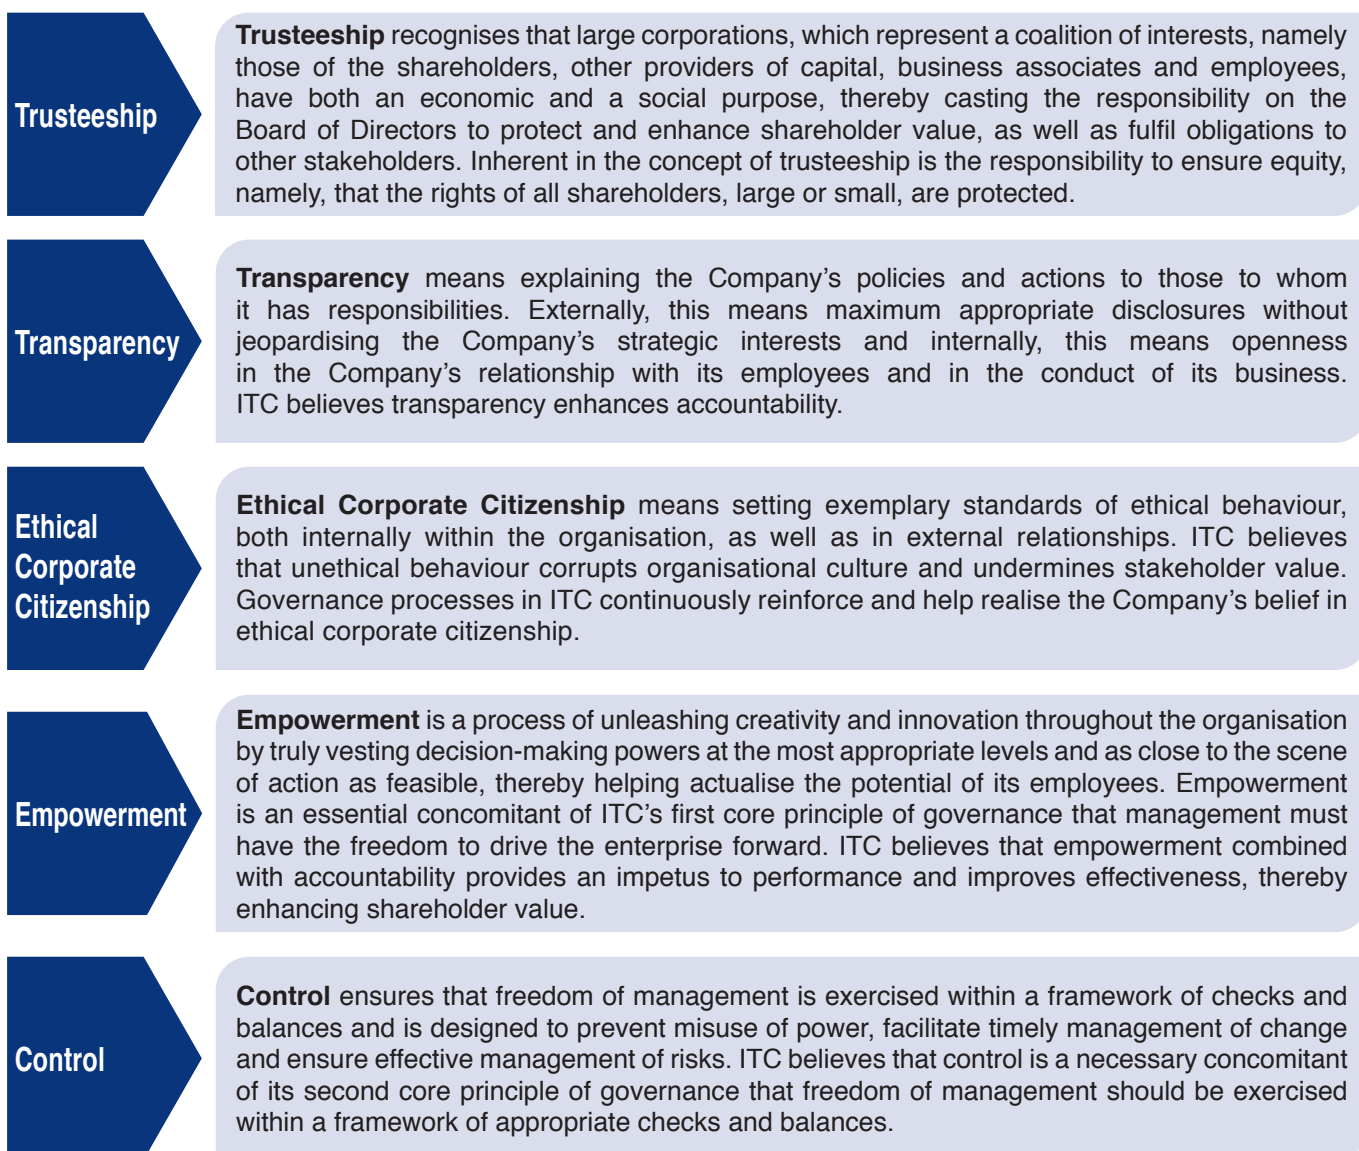 Trusteeship
Trusteeship recognises that large corporations, which represent a coalition of interests, namely
those of the shareholders, other providers of capital, business associates and employees,
have both an economic and a social purpose, thereby casting the responsibility on the
Board of Directors to protect and enhance shareholder value, as well as fulfil obligations to
other stakeholders. Inherent in the concept of trusteeship is the responsibility to ensure equity,
namely, that the rights of all shareholders, large or small, are protected.
Transparency
Transparency means explaining the Company’s policies and actions to those to whom
it has responsibilities. Externally, this means maximum appropriate disclosures without
jeopardising the Company’s strategic interests and internally, this means openness
in the Company’s relationship with its employees and in the conduct of its business.
ITC believes transparency enhances accountability.
Ethical
Corporate
Citizenship
Ethical Corporate Citizenship means setting exemplary standards of ethical behaviour,
both internally within the organisation, as well as in external relationships. ITC believes
that unethical behaviour corrupts organisational culture and undermines stakeholder value.
Governance processes in ITC continuously reinforce and help realise the Company’s belief in
ethical corporate citizenship.
Empowerment
Empowerment is a process of unleashing creativity and innovation throughout the organisation
by truly vesting decision-making powers at the most appropriate levels and as close to the scene
of action as feasible, thereby helping actualise the potential of its employees. Empowerment
is an essential concomitant of ITC’s first core principle of governance that management must
have the freedom to drive the enterprise forward. ITC believes that empowerment combined
with accountability provides an impetus to performance and improves effectiveness, thereby
enhancing shareholder value.
Control
Control ensures that freedom of management is exercised within a framework of checks and
balances and is designed to prevent misuse of power, facilitate timely management of change
and ensure effective management of risks. ITC believes that control is a necessary concomitant
of its second core principle of governance that freedom of management should be exercised
within a framework of appropriate checks and balances.